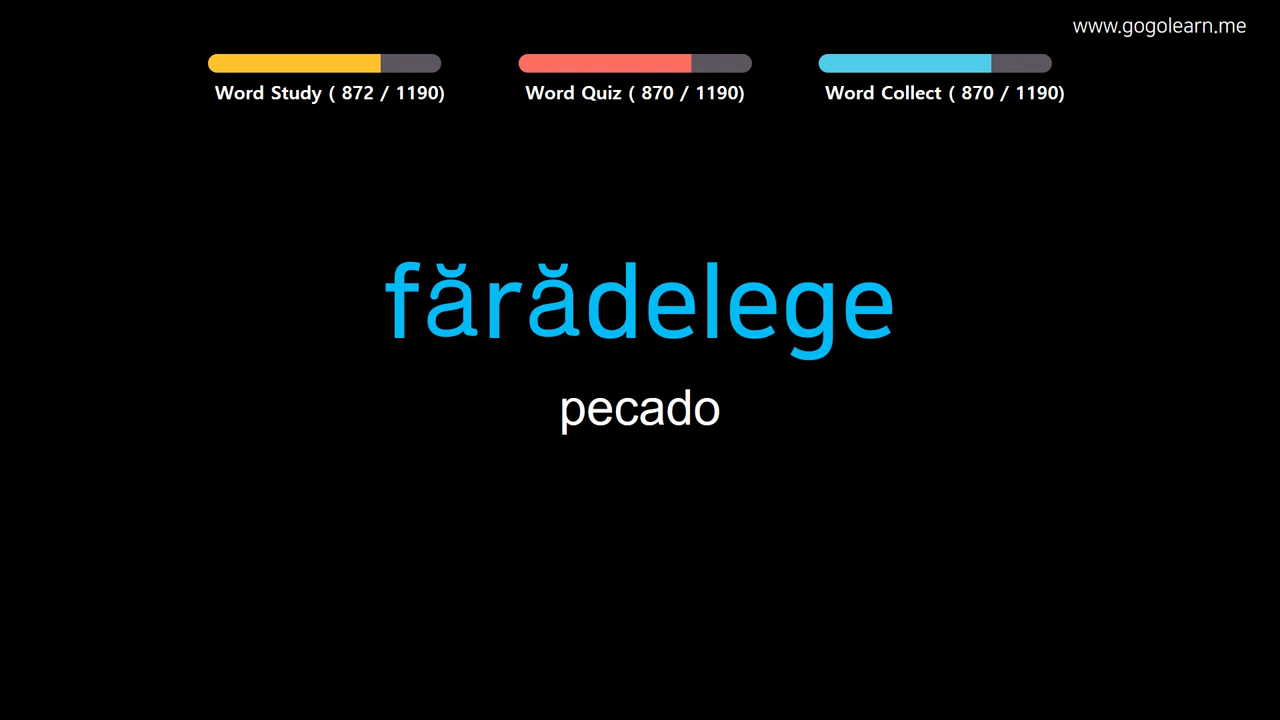 www.gogolearn.me
Word Study ( 872 / 1190)
Word Quiz ( 870 / 1190)
Word Collect ( 870 / 1190)
fărădelege
pecado